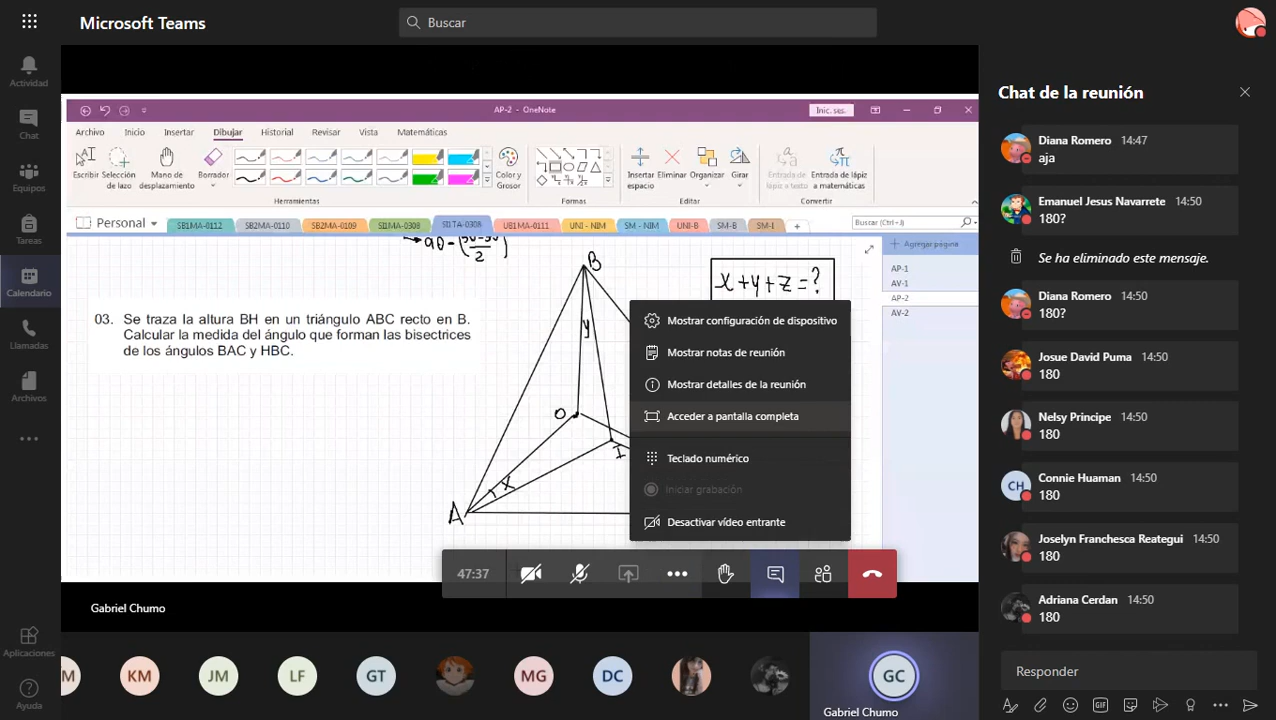 Microsoft Teams
Buscar
Actividad
Chat
Equipos
Tareas
Calendario
Llamadas
Archivos
Aplicaciones
Ayuda
AP-2 - OneNote
Inic. ses.
Archivo Inicio Insertar Dibujar Historial Revisar Vista Matemáticas
Escribir
Selección de lazo
Mano de desplazamiento
Borrador
Color y Grosor
Insertar espacio
Eliminar
Organizar
Girar
Entrada de lápiz a texto
Entrada de lápiz a matemáticas
Herramientas
Formas
Editar
Convertir
Personal
SB1MA-0112 SB2MA-0110 SB2MA-0109 SI1MA-0308 SI1TA-0308 UB1MA-0111 UNI - NIM SM - NIM UNI-B SM-B SM-I
Buscar (Ctrl+J)
Agregar página
AP-1
AV-1
AP-2
AV-2
B
x+y+z=?
03. Se traza la altura BH en un triángulo ABC recto en B.
Calcular la medida del ángulo que forman las bisectrices
de los ángulos BAC y HBC.
y
O
I
x
A
Mostrar configuración de dispositivo
Mostrar notas de reunión
Mostrar detalles de la reunión
Acceder a pantalla completa
Teclado numérico
Iniciar grabación
Desactivar vídeo entrante
47:37
Gabriel Chumo
M
KM
JM
LF
GT
MG
DC
GC
Gabriel Chumo
Chat de la reunión
Diana Romero 14:47
aja
Emanuel Jesus Navarrete
180?
Se ha eliminado este mensaje.
Diana Romero 14:50
180?
Josue David Puma 14:50
180
Nelsy Principe 14:50
180
CH
Connie Huaman 14:50
180
Joselyn Franchesca Reategui 14:50
180
Adriana Cerdan 14:50
180
Responder